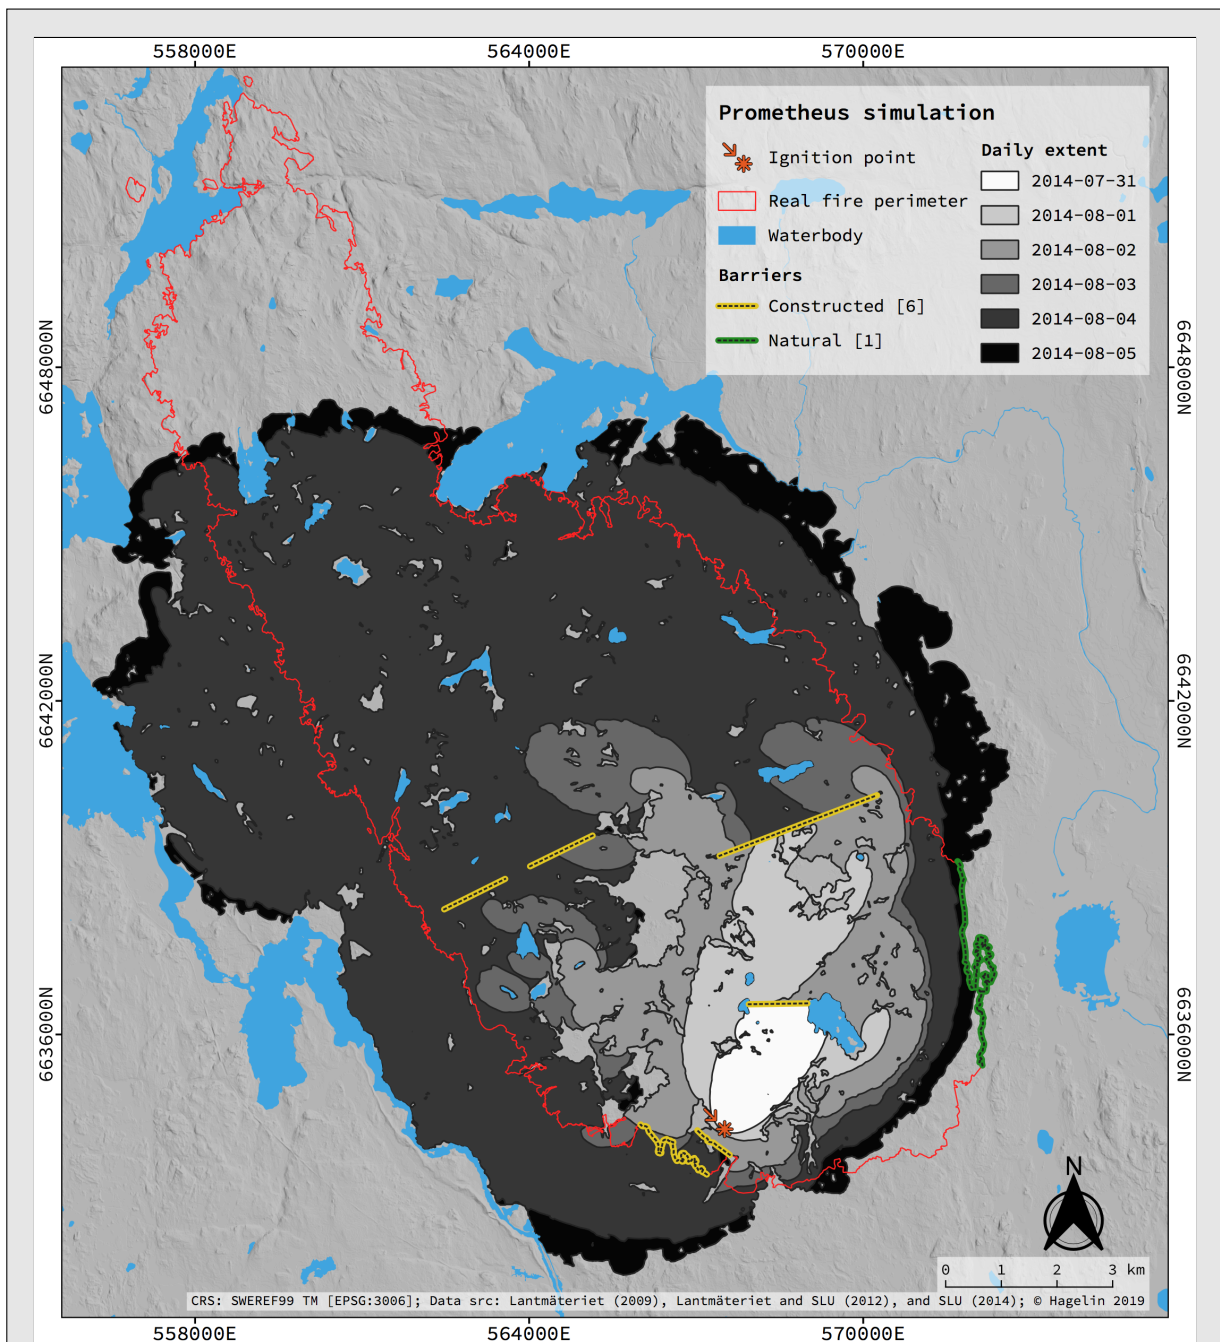 558000E 564000E 570000E
Prometheus simulation
Ignition point
Real fire perimeter
Waterbody
Barriers
Constructed [6]
Natural [1]
Daily extent
2014-07-31
2014-08-01
2014-08-02
2014-08-03
2014-08-04
2014-08-05
6648000N 6648000N
6642000N 6642000N
6636000N 6636000N
N
0 1 2 3 km
CRS: SWEREF99 TM [EPSG:3006]; Data src: Lantmäteriet (2009), Lantmäteriet and SLU (2012), and SLU (2014); © Hagelin 2019
558000E 564000E 570000E